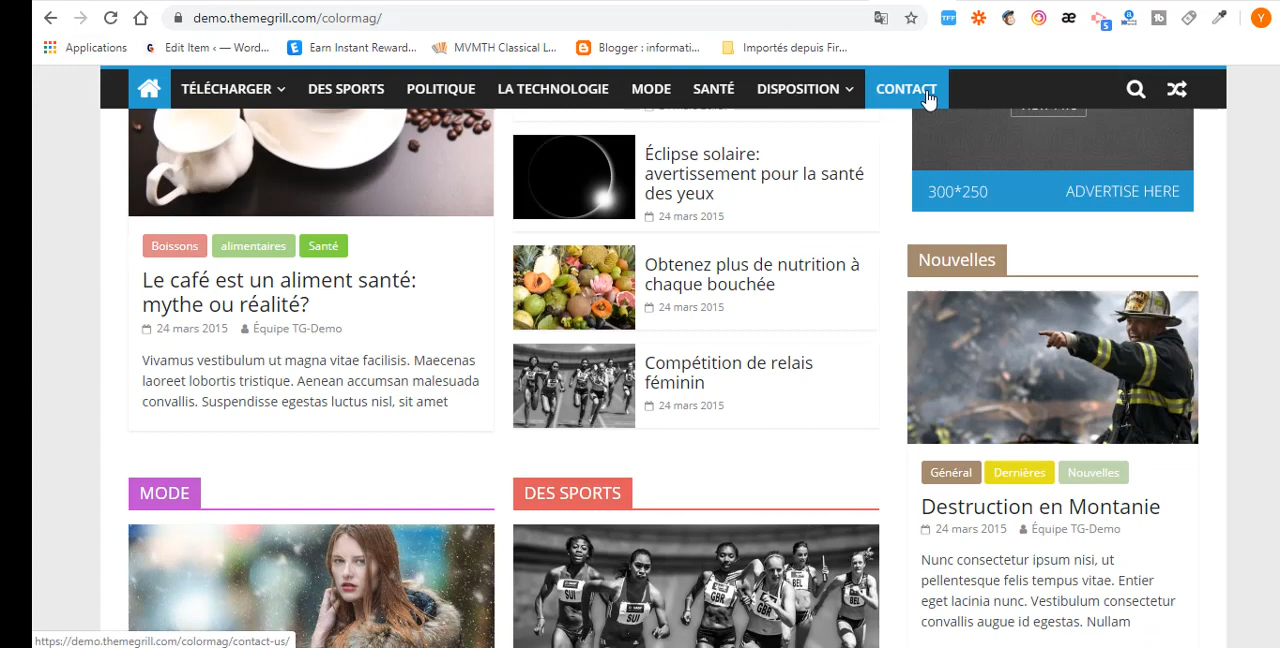 demo.themegrill.com/colormag/
Y
Applications
Edit Item ‹ — Word...
Earn Instant Reward...
MVMTH Classical L...
Blogger : informati...
Importés depuis Fir...
TÉLÉCHARGER DES SPORTS POLITIQUE LA TECHNOLOGIE MODE SANTÉ DISPOSITION CONTACT
Boissons alimentaires Santé
Le café est un aliment santé:
mythe ou réalité?
24 mars 2015 Équipe TG-Demo
Vivamus vestibulum ut magna vitae facilisis. Maecenas
laoreet lobortis tristique. Aenean accumsan malesuada
convallis. Suspendisse egestas luctus nisl, sit amet
Éclipse solaire:
avertissement pour la santé
des yeux
24 mars 2015
Obtenez plus de nutrition à
chaque bouchée
24 mars 2015
Compétition de relais
féminin
24 mars 2015
300*250 ADVERTISE HERE
Nouvelles
Général Dernières Nouvelles
Destruction en Montanie
24 mars 2015 Équipe TG-Demo
Nunc consectetur ipsum nisi, ut
pellentesque felis tempus vitae. Entier
eget lacinia nunc. Vestibulum consectetur
convallis augue id egestas. Nullam
MODE
DES SPORTS
SUI
SUI
GBR
GBR
BEL
BEL
https://demo.themegrill.com/colormag/contact-us/